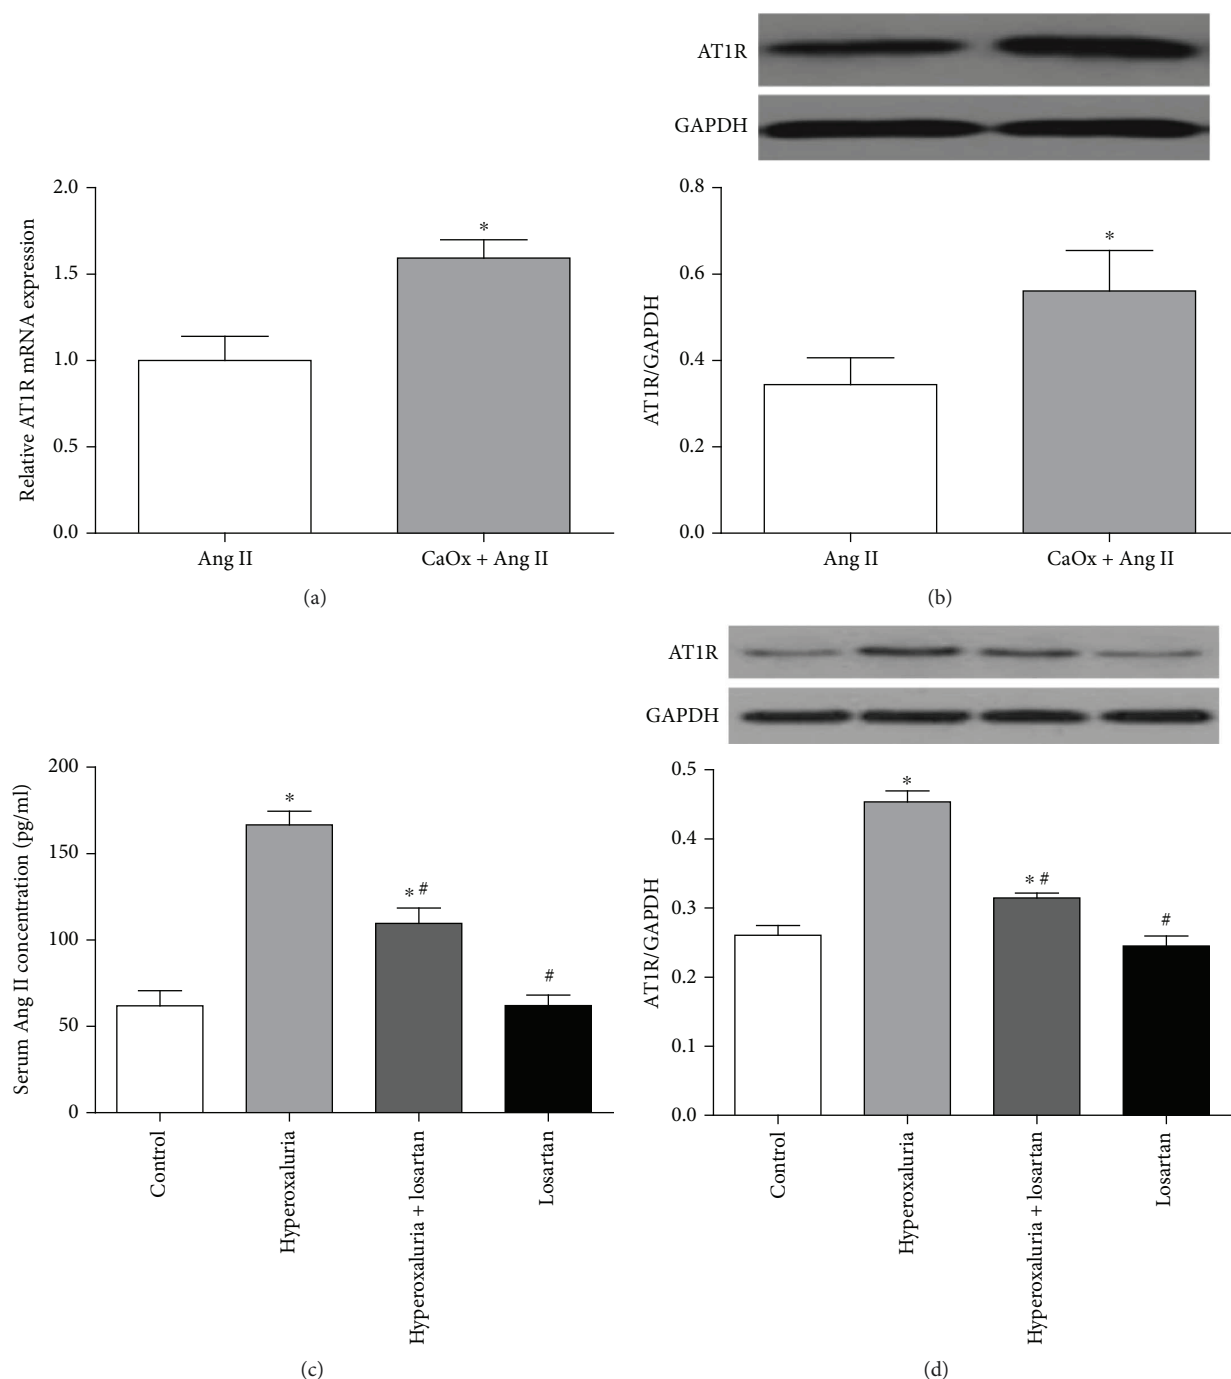 AT1R
GAPDH
2.0
1.5
1.0
0.5
0.0
Relative AT1R mRNA expression
*
Ang II
CaOx + Ang II
(a)
0.8
0.6
0.4
0.2
0.0
AT1R/GAPDH
*
Ang II
CaOx + Ang II
(b)
200
150
100
50
0
Serum Ang II concentration (pg/ml)
*
* #
#
Control
Hyperoxaluria
Hyperoxaluria + losartan
Losartan
(c)
AT1R
GAPDH
0.5
0.4
0.3
0.2
0.1
0.0
AT1R/GAPDH
*
* #
#
Control
Hyperoxaluria
Hyperoxaluria + losartan
Losartan
(d)